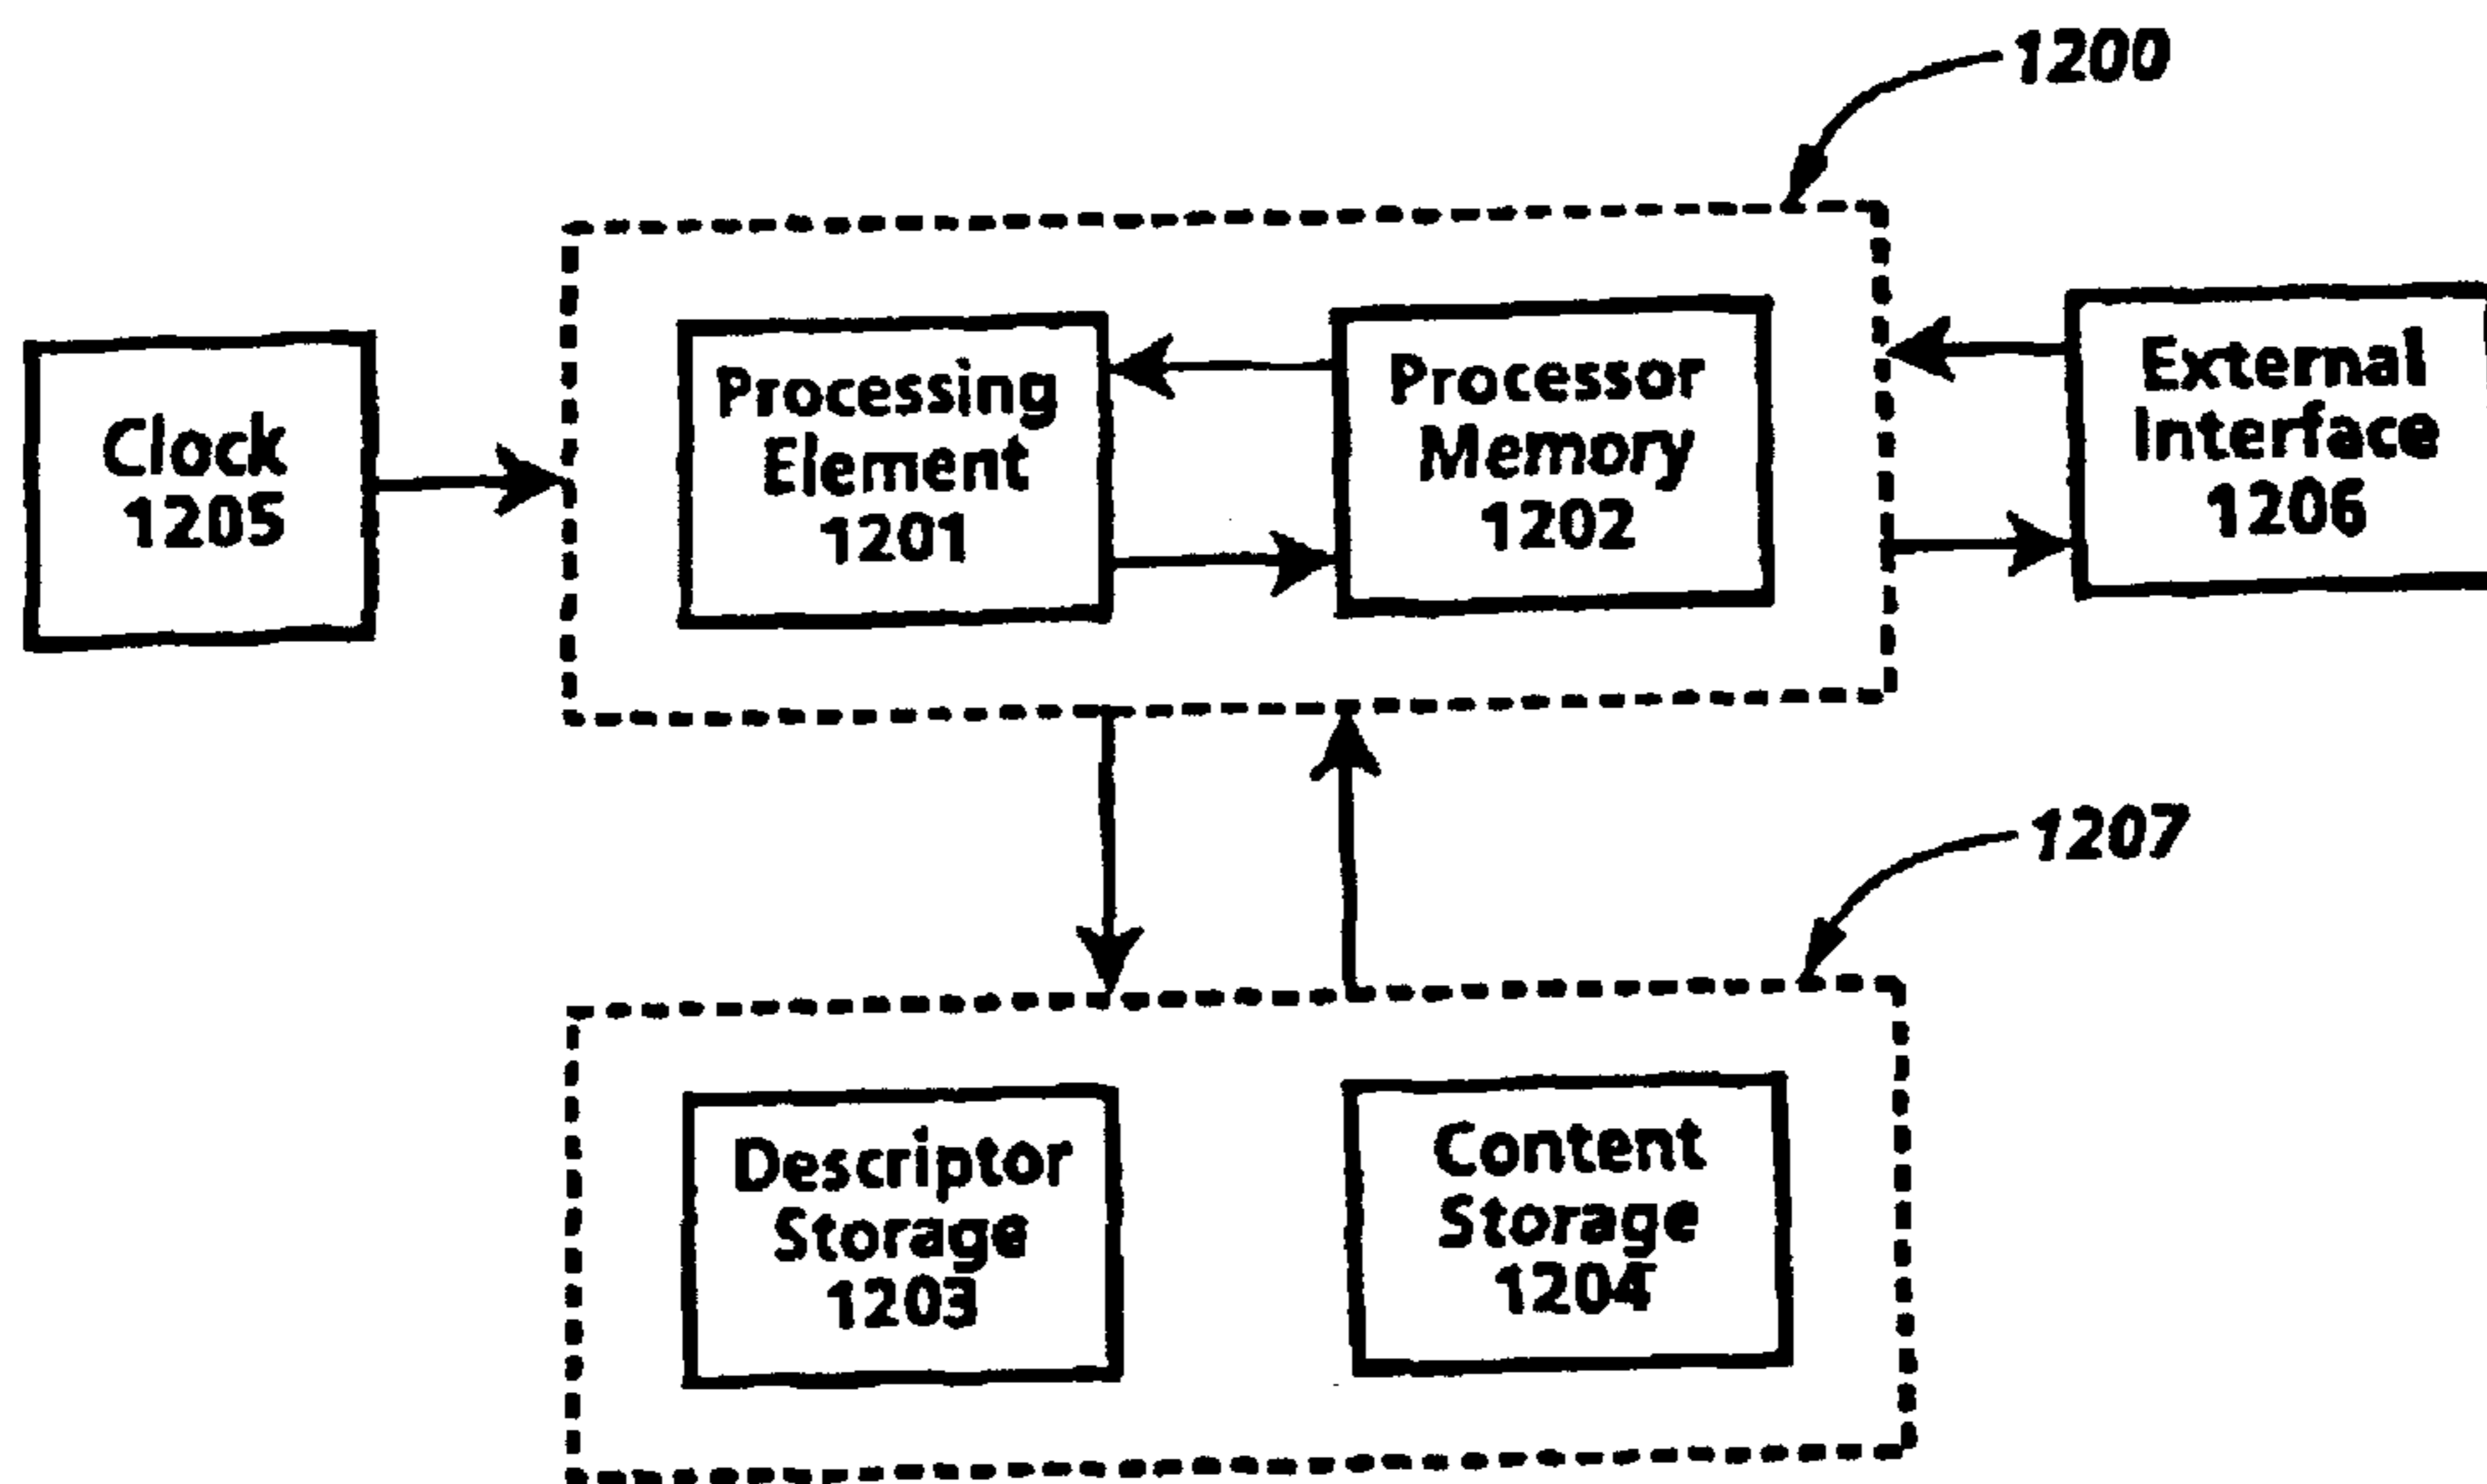 1200
Clock
1205
Processing
Element
1201
Processor
Memory
1202
External
Interface
1206
1207
Descriptor
Storage
1203
Content
Storage
1204